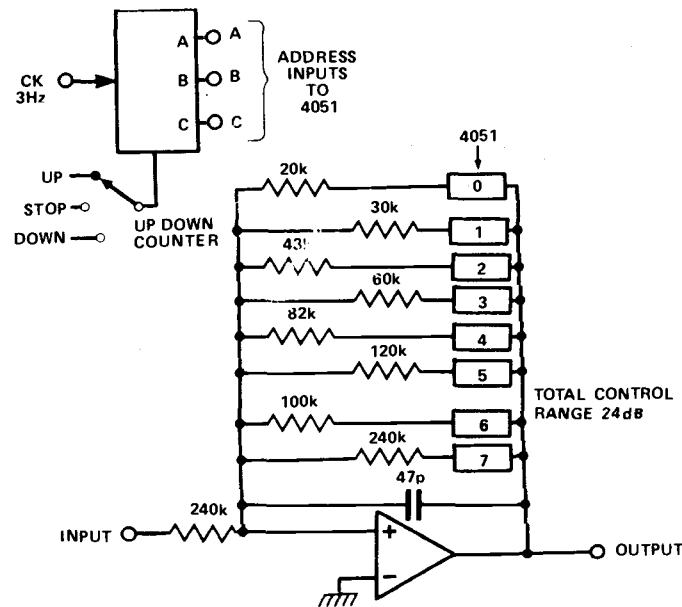 A A
B B
C C
CK
3Hz
ADDRESS
INPUTS
TO
4051
UP
STOP
DOWN
UP DOWN
COUNTER
4051
20k
0
30k
1
2
60k
3
82k
4
120k
5
100k
6
240k
7
TOTAL CONTROL
RANGE 24dB
47p
240k
INPUT
+
−
OUTPUT